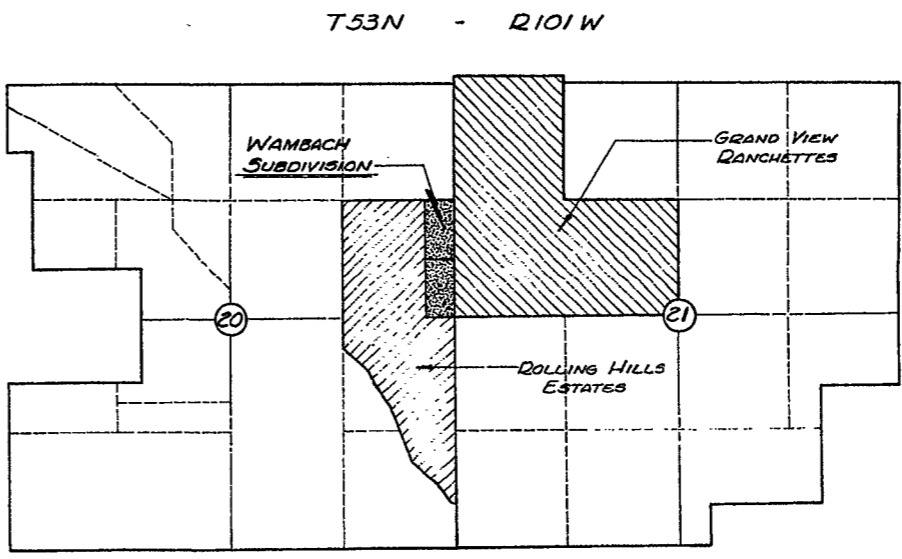 T53N - R101W
WAMBACH
SUBDIVISION
GRAND VIEW
RANCHETTES
20
21
ROLLING HILLS
ESTATES